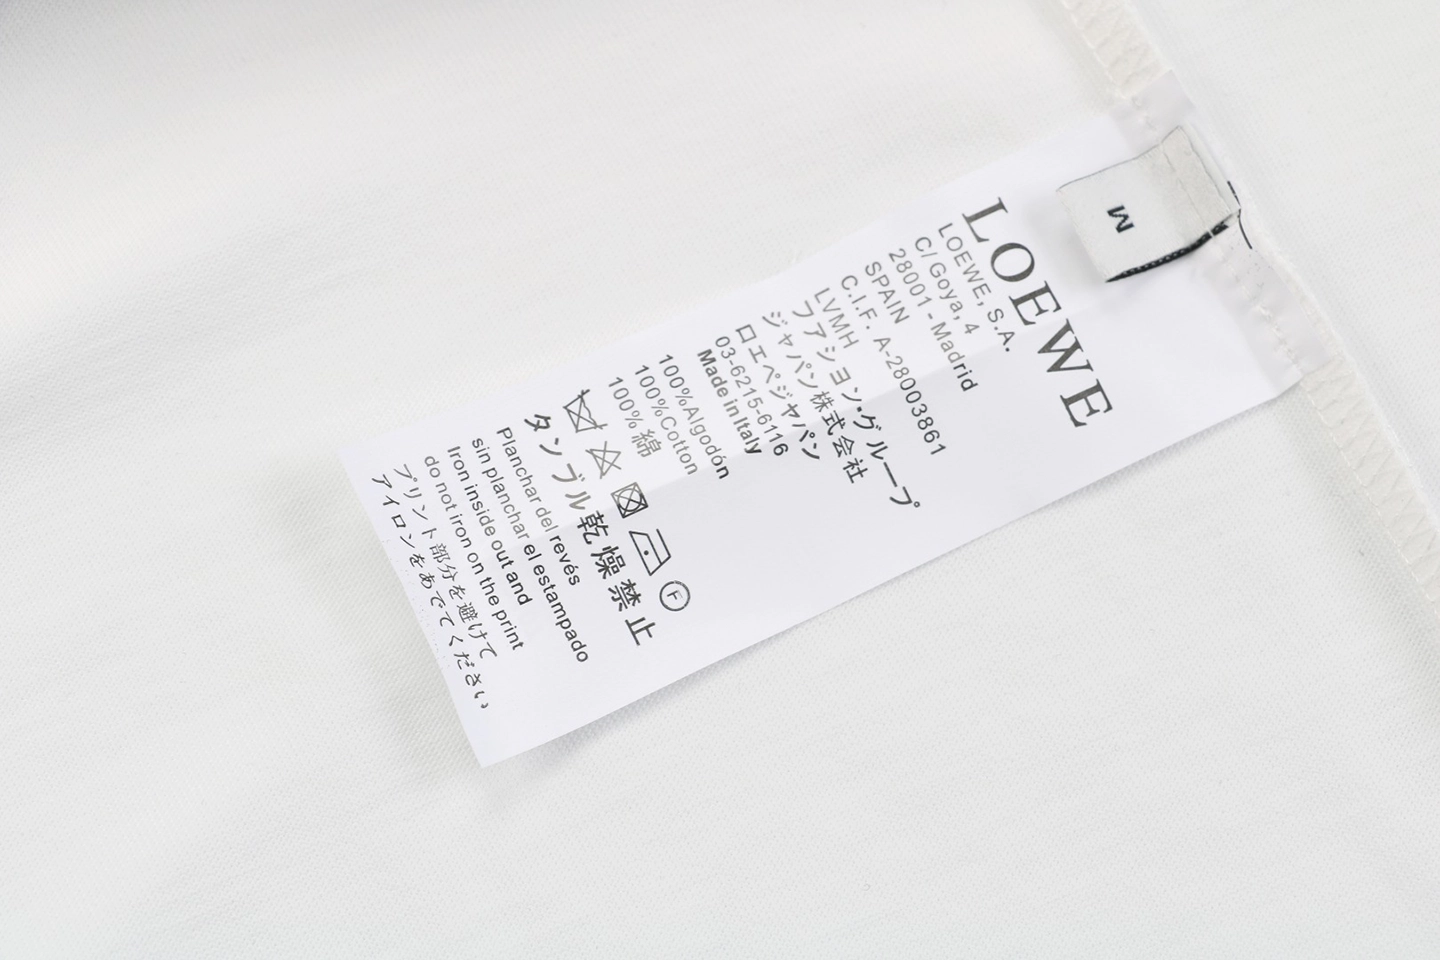 M
LOEWE
LOEWE, S.A.
C/ Goya, 4
28001 - Madrid
SPAIN
C.I.F. A-28003861
LVMH
ファション・グループ
ジャパン株式会社
ロエベジャパン
03-6215-6116
Made in Italy
100%Algodón
100%Cotton
100%綿
F
タンブル乾燥禁止
Planchar del revés
sin planchar el estampado
Iron inside out and
do not iron on the print
プリント部分を避けて
アイロンをあでてください